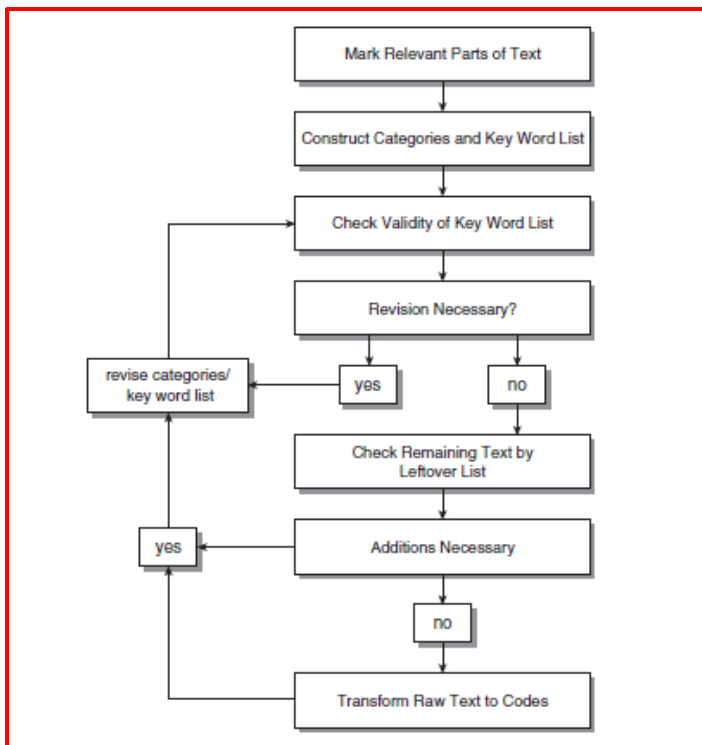 Mark Relevant Parts of Text
Construct Categories and Key Word List
Check Validity of Key Word List
Revision Necessary?
revise categories/
key word list
yes
no
Check Remaining Text by
Leftover List
yes
Additions Necessary
no
Transform Raw Text to Codes